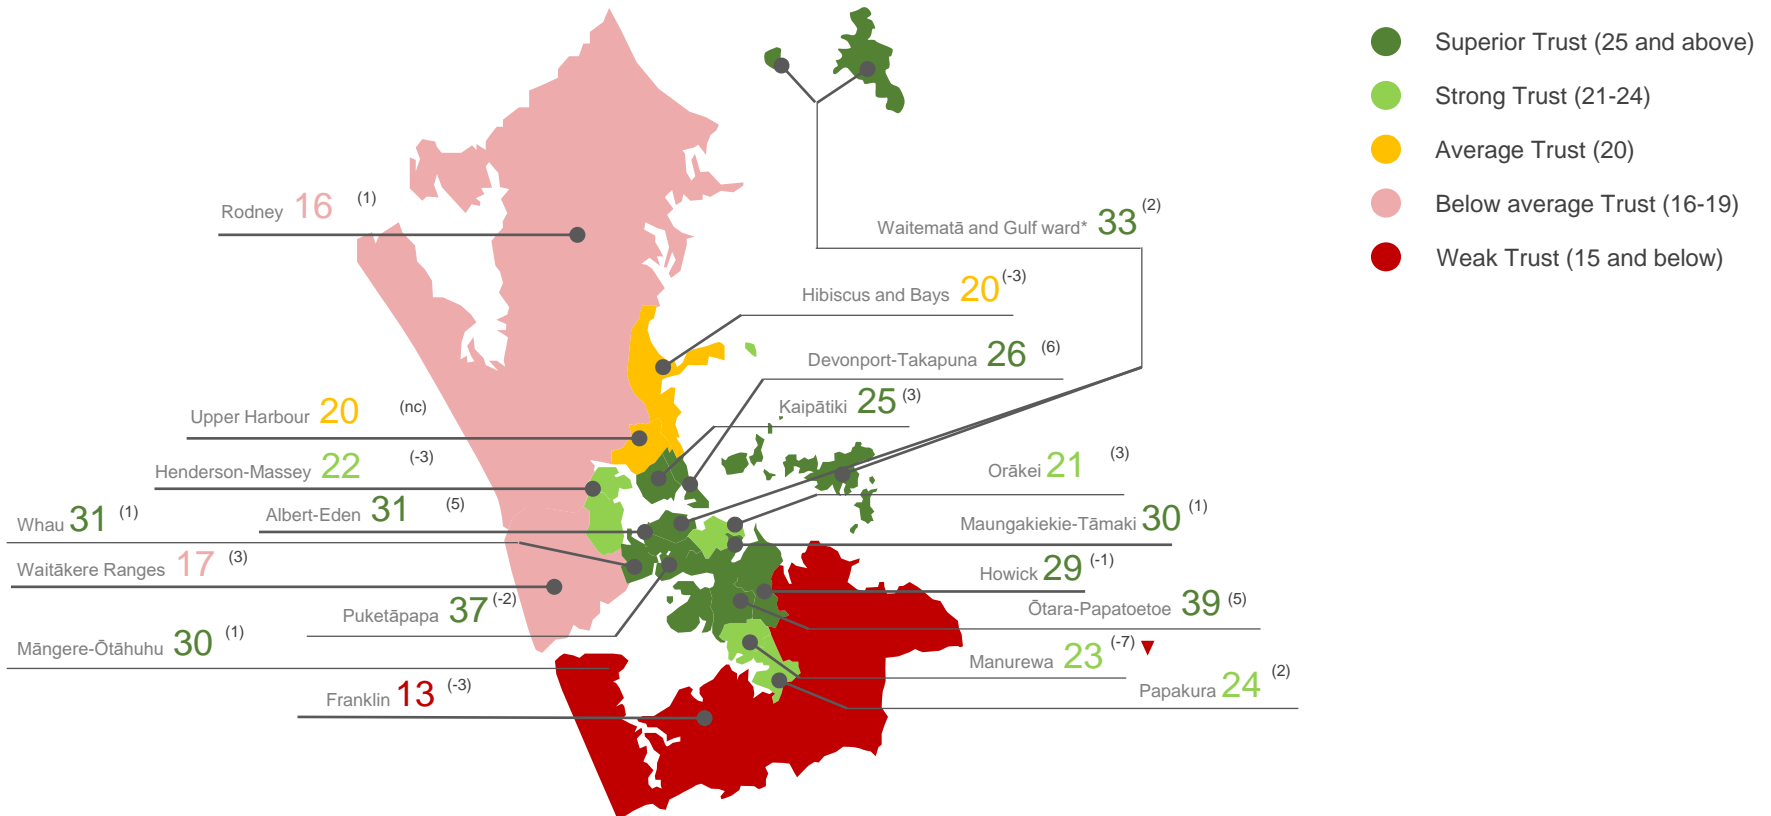 Superior Trust (25 and above)
Strong Trust (21-24)
Average Trust (20)
Below average Trust (16-19)
Weak Trust (15 and below)
Rodney 16 (1)
Waitematā and Gulf ward* 33 (2)
Hibiscus and Bays 20 (-3)
Devonport-Takapuna 26 (6)
Kaipātiki 25 (3)
Upper Harbour 20 (nc)
Henderson-Massey 22 (-3)
Orākei 21 (3)
Whau 31 (1)
Albert-Eden 31 (5)
Maungakiekie-Tāmaki 30 (1)
Waitākere Ranges 17 (3)
Howick 29 (-1)
Puketāpapa 37 (-2)
Ōtara-Papatoetoe 39 (5)
Māngere-Ōtāhuhu 30 (1)
Manurewa 23 (-7)
Franklin 13 (-3)
Papakura 24 (2)